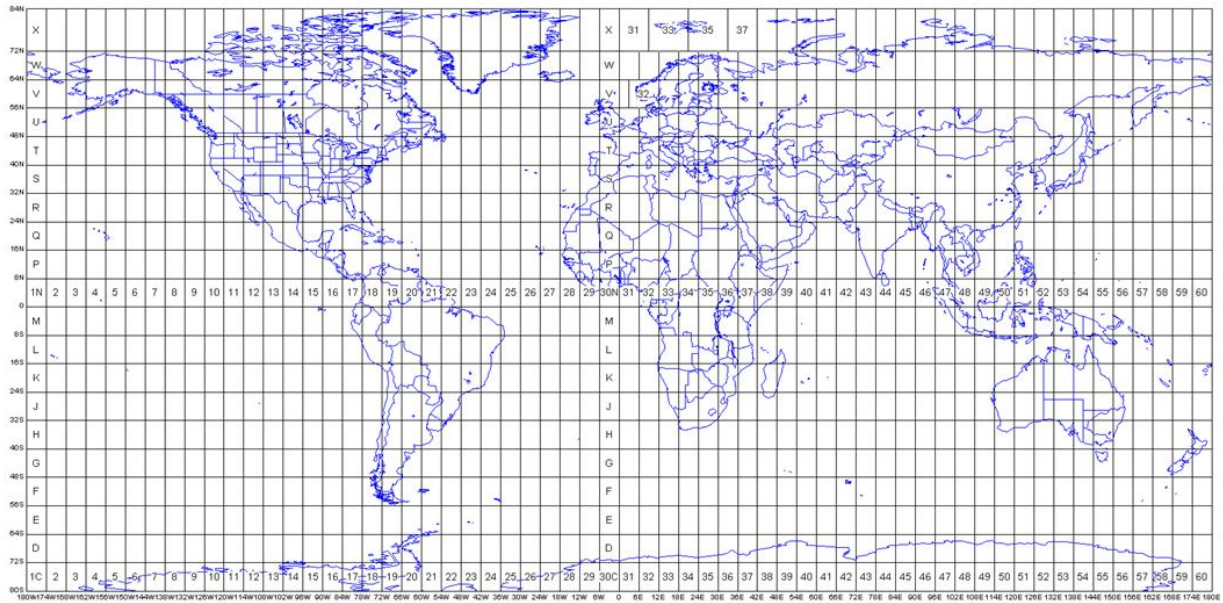 84N
X X 31 33 35 37
72N
W W
64N
V V 32
56N
U U
48N
T T
40N
S S
32N
R R
24N
Q Q
16N
P P
8N
1N 2 3 4 5 6 7 8 9 10 11 12 13 14 15 16 17 18 19 20 21 22 23 24 25 26 27 28 29 30N 31 32 33 34 35 36 37 38 39 40 41 42 43 44 45 46 47 48 49 50 51 52 53 54 55 56 57 58 59 60
0
M M
8S
L L
16S
K K
24S
J J
32S
H H
40S
G G
48S
F F
56S
E E
64S
D D
72S
1C 2 3 4 5 6 7 8 9 10 11 12 13 14 15 16 17 18 19 20 21 22 23 24 25 26 27 28 29 30C 31 32 33 34 35 36 37 38 39 40 41 42 43 44 45 46 47 48 49 50 51 52 53 54 55 56 57 58 59 60
80S
180W 174W 168W 162W 156W 150W 144W 138W 132W 126W 120W 114W 108W 102W 96W 90W 84W 78W 72W 66W 60W 54W 48W 42W 36W 30W 24W 18W 12W 6W 0 6E 12E 18E 24E 30E 36E 42E 48E 54E 60E 66E 72E 78E 84E 90E 96E 102E 108E 114E 120E 126E 132E 138E 144E 150E 156E 162E 168E 174E 180E